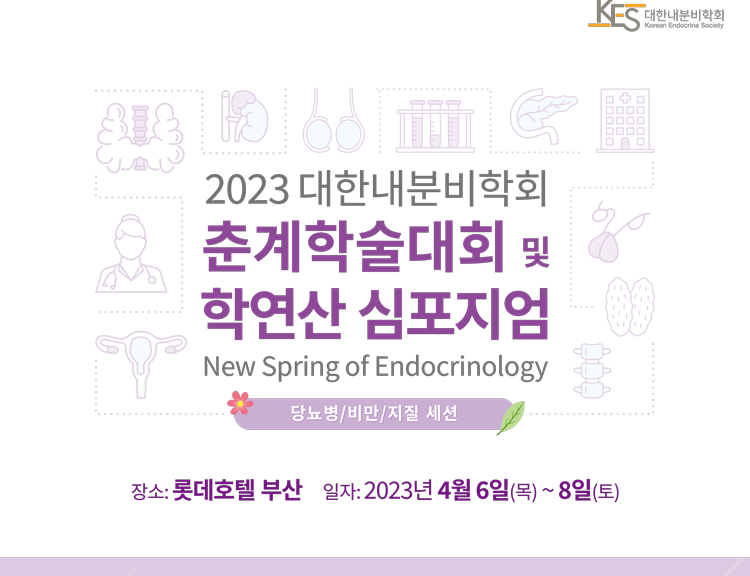 KES 대한내분비학회
Korean Endocrine Society
2023 대한내분비학회
춘계학술대회 및
학연산 심포지엄
New Spring of Endocrinology
당뇨병/비만/지질 세션
장소: 롯데호텔 부산 일자: 2023년 4월 6일(목) ~ 8일(토)